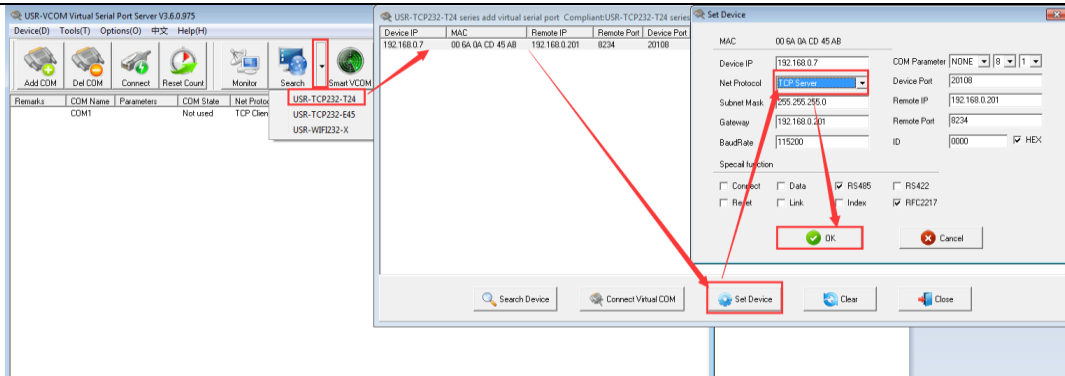 USR-VCOM Virtual Serial Port Server V3.6.0.975
Device(D) Tools(T) Options(O) 中文 Help(H)
Add COM Del COM Connect Reset Count Monitor Search Smart VCOM
Remarks COM Name Parameters COM State Net Protoc
COM1 Not used TCP Clien
USR-TCP232-T24
USR-TCP232-E45
USR-WIFI232-X
USR-TCP232-T24 series add virtual serial port Compliant:USR-TCP232-T24 series
Device IP MAC Remote IP Remote Port Device Port
192.168.0.7 00 6A 0A CD 45 AB 192.168.0.201 8234 20108
Search Device Connect Virtual COM Set Device Clear Close
Set Device
MAC 00 6A 0A CD 45 AB
Device IP 192.168.0.7 COM Parameter NONE 8 1
Net Protocol TCP Server Device Port 20108
Subnet Mask 255.255.255.0 Remote IP 192.168.0.201
Gateway 192.168.0.201 Remote Port 8234
BaudRate 115200 ID 0000 HEX
Specail function
Connect Data RS485 RS422
Reset Link Index RFC2217
OK Cancel